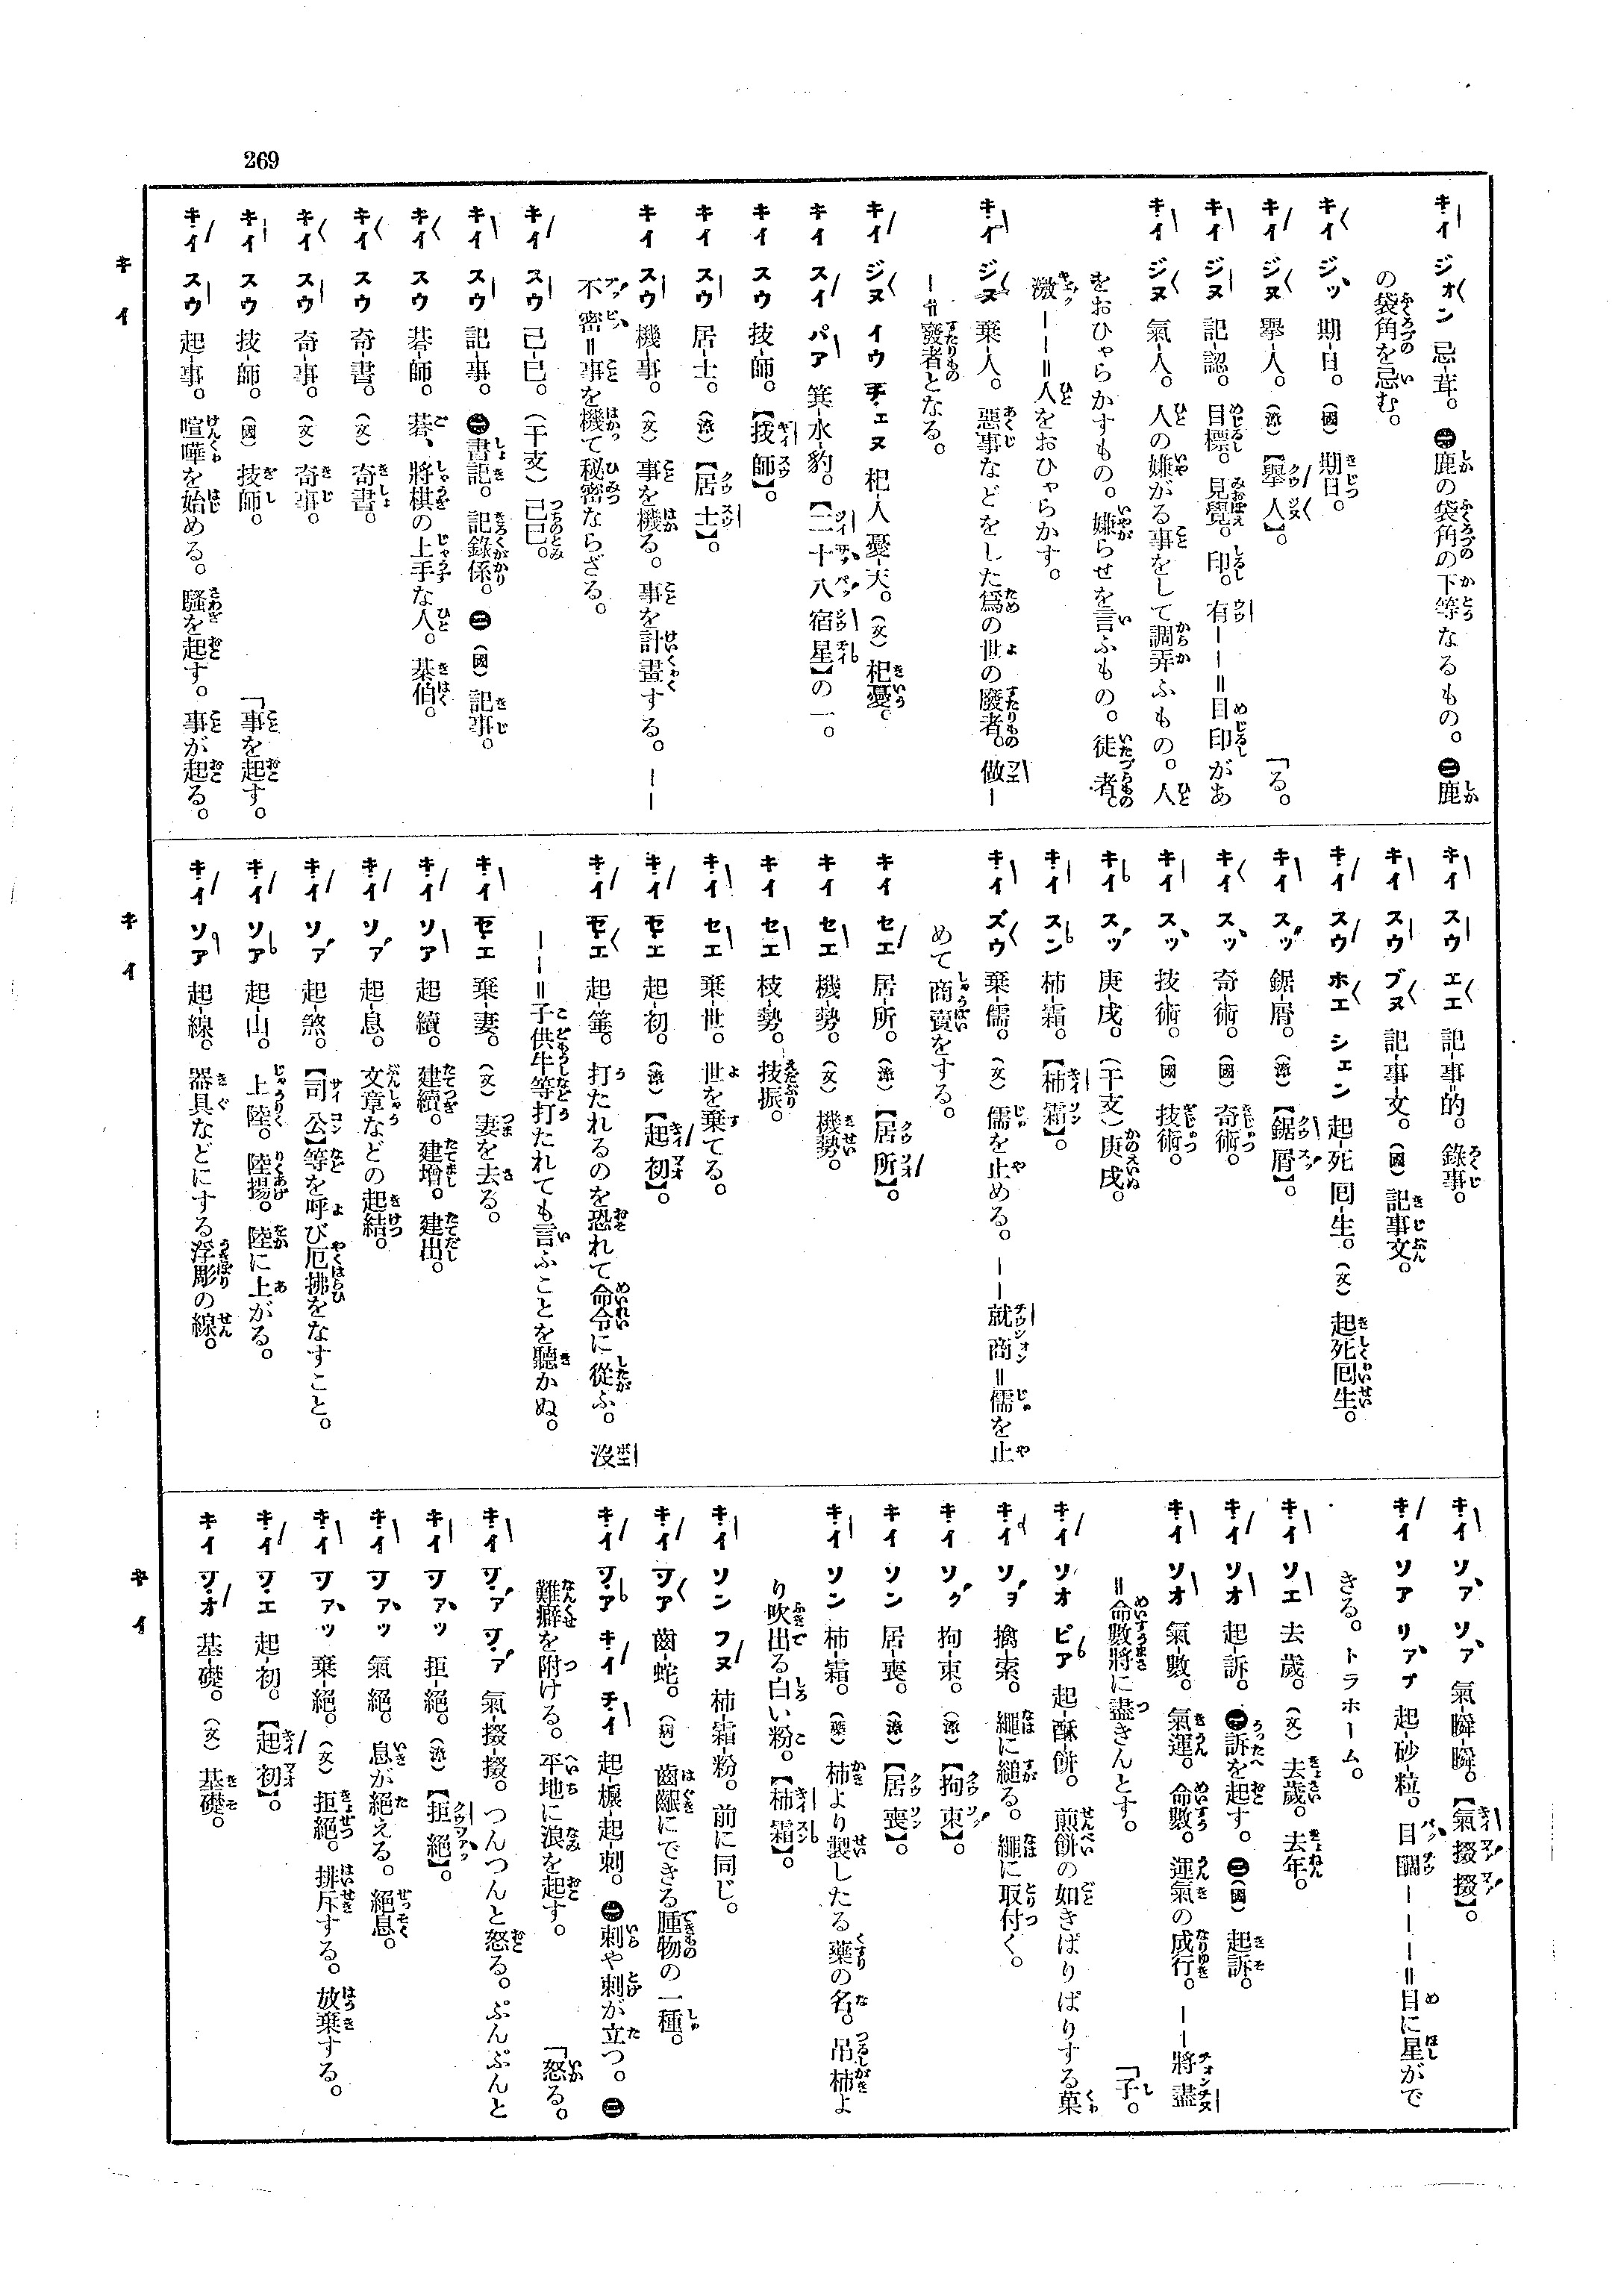 269
キイ ジオン 忌-茸。 ㊀鹿の袋角の下等なるもの。 ㊁鹿
の袋角を忌む。
キイ ジッ 期-日。(國) 期日。
キイ ジヌ 擧-人。(漳)【擧人】。
キイ ジヌ 記-認。 目標。見覺。印。有――=目印があ
「る。
キイ ジヌ 氣-人。 人の嫌がる事をして調弄ふもの。人
をおひゃらかすもの。嫌らせを言ふもの。徒者。
激――=人をおひゃらかす。
キイ ジヌ 棄-人。 惡事などをした爲の世の廢者。做―
―=廢者となる。
キイ ジヌ イウ チェヌ 杞-人憂-天。(文) 杞憂。
キイ スイ パア 箕-水-豹。【二十八宿星】の一。
キイ スウ 技-師。【技師】。
キイ スウ 居-士。(漳)【居士】。
キイ スウ 機-事。(文) 事を機る。事を計畫する。――
不密=事を機て秘密ならざる。
キイ スウ 己-巳。(干支) 己巳。
キイ スウ 記-事。 ㊀書記。記錄係。㊁(國) 記事。
キイ スウ 碁-師。 碁、將棋の上手な人。棊伯。
キイ スウ 奇-書。(文) 奇書。
キイ スウ 奇-事。(文) 奇事。
キイ スウ 技-師。(國) 技師。
「事を起す。
キイ スウ 起-事。 喧嘩を始める。騷を起す。事が起る。
キイ
キイ スウ エエ 記-事-的。 錄事。
キイ スウ ブヌ 記-事文。(國) 記事文。
キイ スウ ホエ シェン 起-死回-生。(文) 起死回生。
キイ スッ 鋸-屑。(漳)【鋸屑】。
キイ スッ 奇-術。(國) 奇術。
キイ スッ 技-術。(國) 技術。
キイ スッ 庚-戌。(干支) 庚戌。
キイ スン 柿-霜。【柿霜】。
キイ ズウ 棄-儒。(文) 儒を止める。――就商=儒を止
めて商賣をする。
キイ セエ 居-所。(漳)【居所】。
キイ セエ 機-勢。(文) 機勢。
キイ セエ 枝-勢。 技振。
キイ セエ 棄-世。 世を棄てる。
キイ セエ 起-初。(漳)【起初】。
キイ セエ 起-箠。 打たれるのを恐れて命令に從ふ。沒
――=子供牛等打たれても言ふことを聽かぬ。
キイ セエ 棄-妻。(文) 妻を去る。
キイ ソア 起-續。 建續。建增。建出。
キイ ソア 起-息。 文章などの起結。
キイ ソア 起-煞。【司公】等を呼び厄拂をなすこと。
キイ ソア 起-山。 上陸。陸揚。陸に上がる。
キイ ソア 起-線。 器具などにする浮彫の線。
キイ
キイ ソア ソア 氣-瞬-瞬。【氣掇掇】。
キイ ソア リアプ 起-砂-粒。 目睭―――=目に星がで
きる。トラホーム。
キイ ソエ 去-歲。(文) 去歲。去年。
キイ ソオ 起-訴。 ㊀訴を起す。㊁(國) 起訴。
キイ ソオ 氣-數。 氣運。命數。運氣の成行。――將盡
=命數將に盡きんとす。
「子。
キイ ソオ ピア 起-酥-餅。 煎餅の如きぱりぱりする菓
キイ ソヲ 擒-索。 繩に縋る。繩に取付く。
キイ ソク 拘-束。(漳)【拘束】。
キイ ソン 居-喪。(漳)【居喪】。
キイ ソン 柿-霜。(藥) 柿より製したる藥の名。吊柿よ
り吹出る白い粉。【柿霜】。
キイ ソン フヌ 柿-霜-粉。 前に同じ。
キイ ツア 齒-蛇。(病) 齒齦にできる腫物の一種。
キイ ツア キイ チイ 起-榱-起-刺。 ㊀刺や刺が立つ。㊁
難癖を附ける。平地に浪を起す。
「怒る。
キイ ツア ツア 氣-掇-掇。つんつんと怒る。ぷんぷんと
キイ ツアッ 拒-絕。(漳)【拒絕】。
キイ ツアッ 氣-絕。 息が絕える。絕息。
キイ ツアッ 棄-絕。(文) 拒絕。排斥する。放棄する。
キイ ツエ 起-初。【起初】。
キイ ツオ 基-礎。(文) 基礎。
キイ